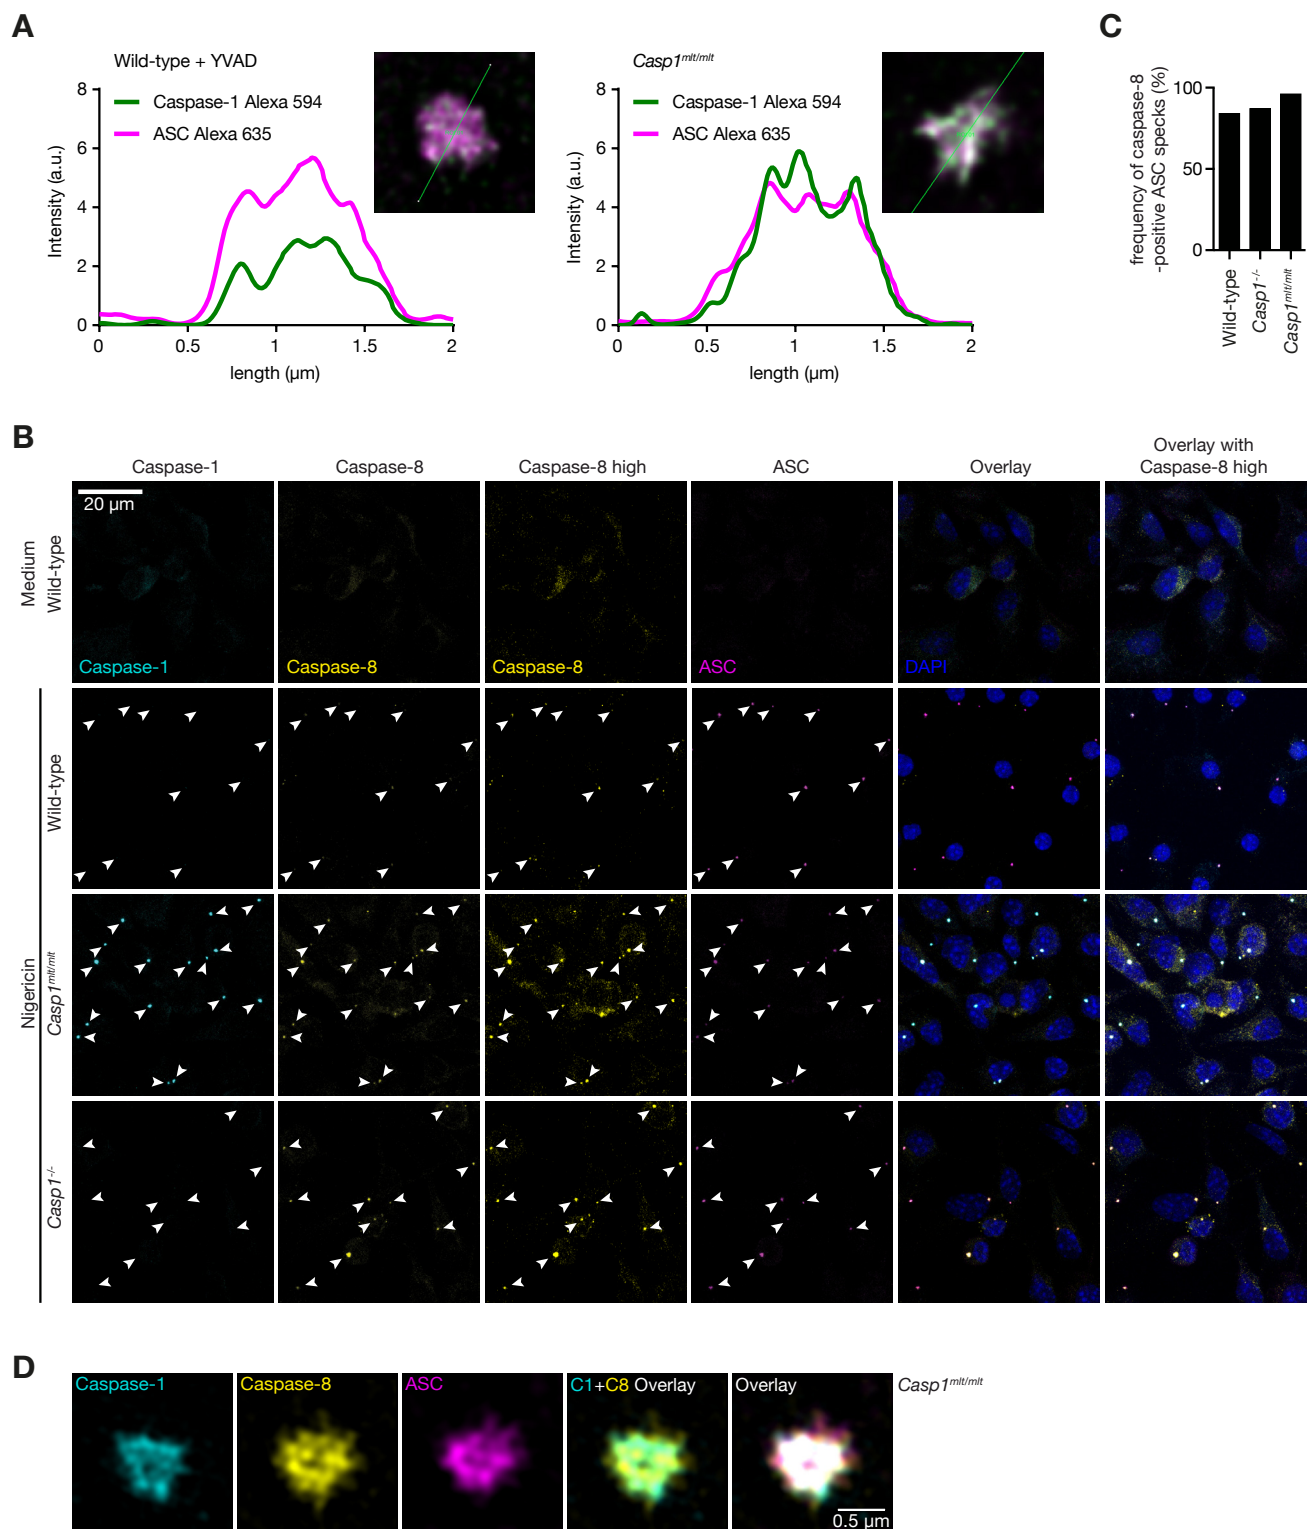 A
Wild-type + YVAD
Caspase-1 Alexa 594
ASC Alexa 635
Intensity (a.u.)
8
6
4
2
0
0 0.5 1 1.5 2
length (µm)
Casp1mlt/mlt
Caspase-1 Alexa 594
ASC Alexa 635
Intensity (a.u.)
8
6
4
2
0
0 0.5 1 1.5 2
length (µm)
C
frequency of caspase-8
-positive ASC specks (%)
100
50
0
Wild-type
Casp1-/-
Casp1mlt/mlt
B
Caspase-1 Caspase-8 Caspase-8 high ASC Overlay Overlay with
Caspase-8 high
20 µm
Medium
Wild-type
Caspase-1 Caspase-8 Caspase-8 ASC DAPI
Nigericin
Wild-type
Casp1mlt/mlt
Casp1-/-
D
Caspase-1 Caspase-8 ASC C1+C8 Overlay Overlay Casp1mlt/mlt
0.5 µm